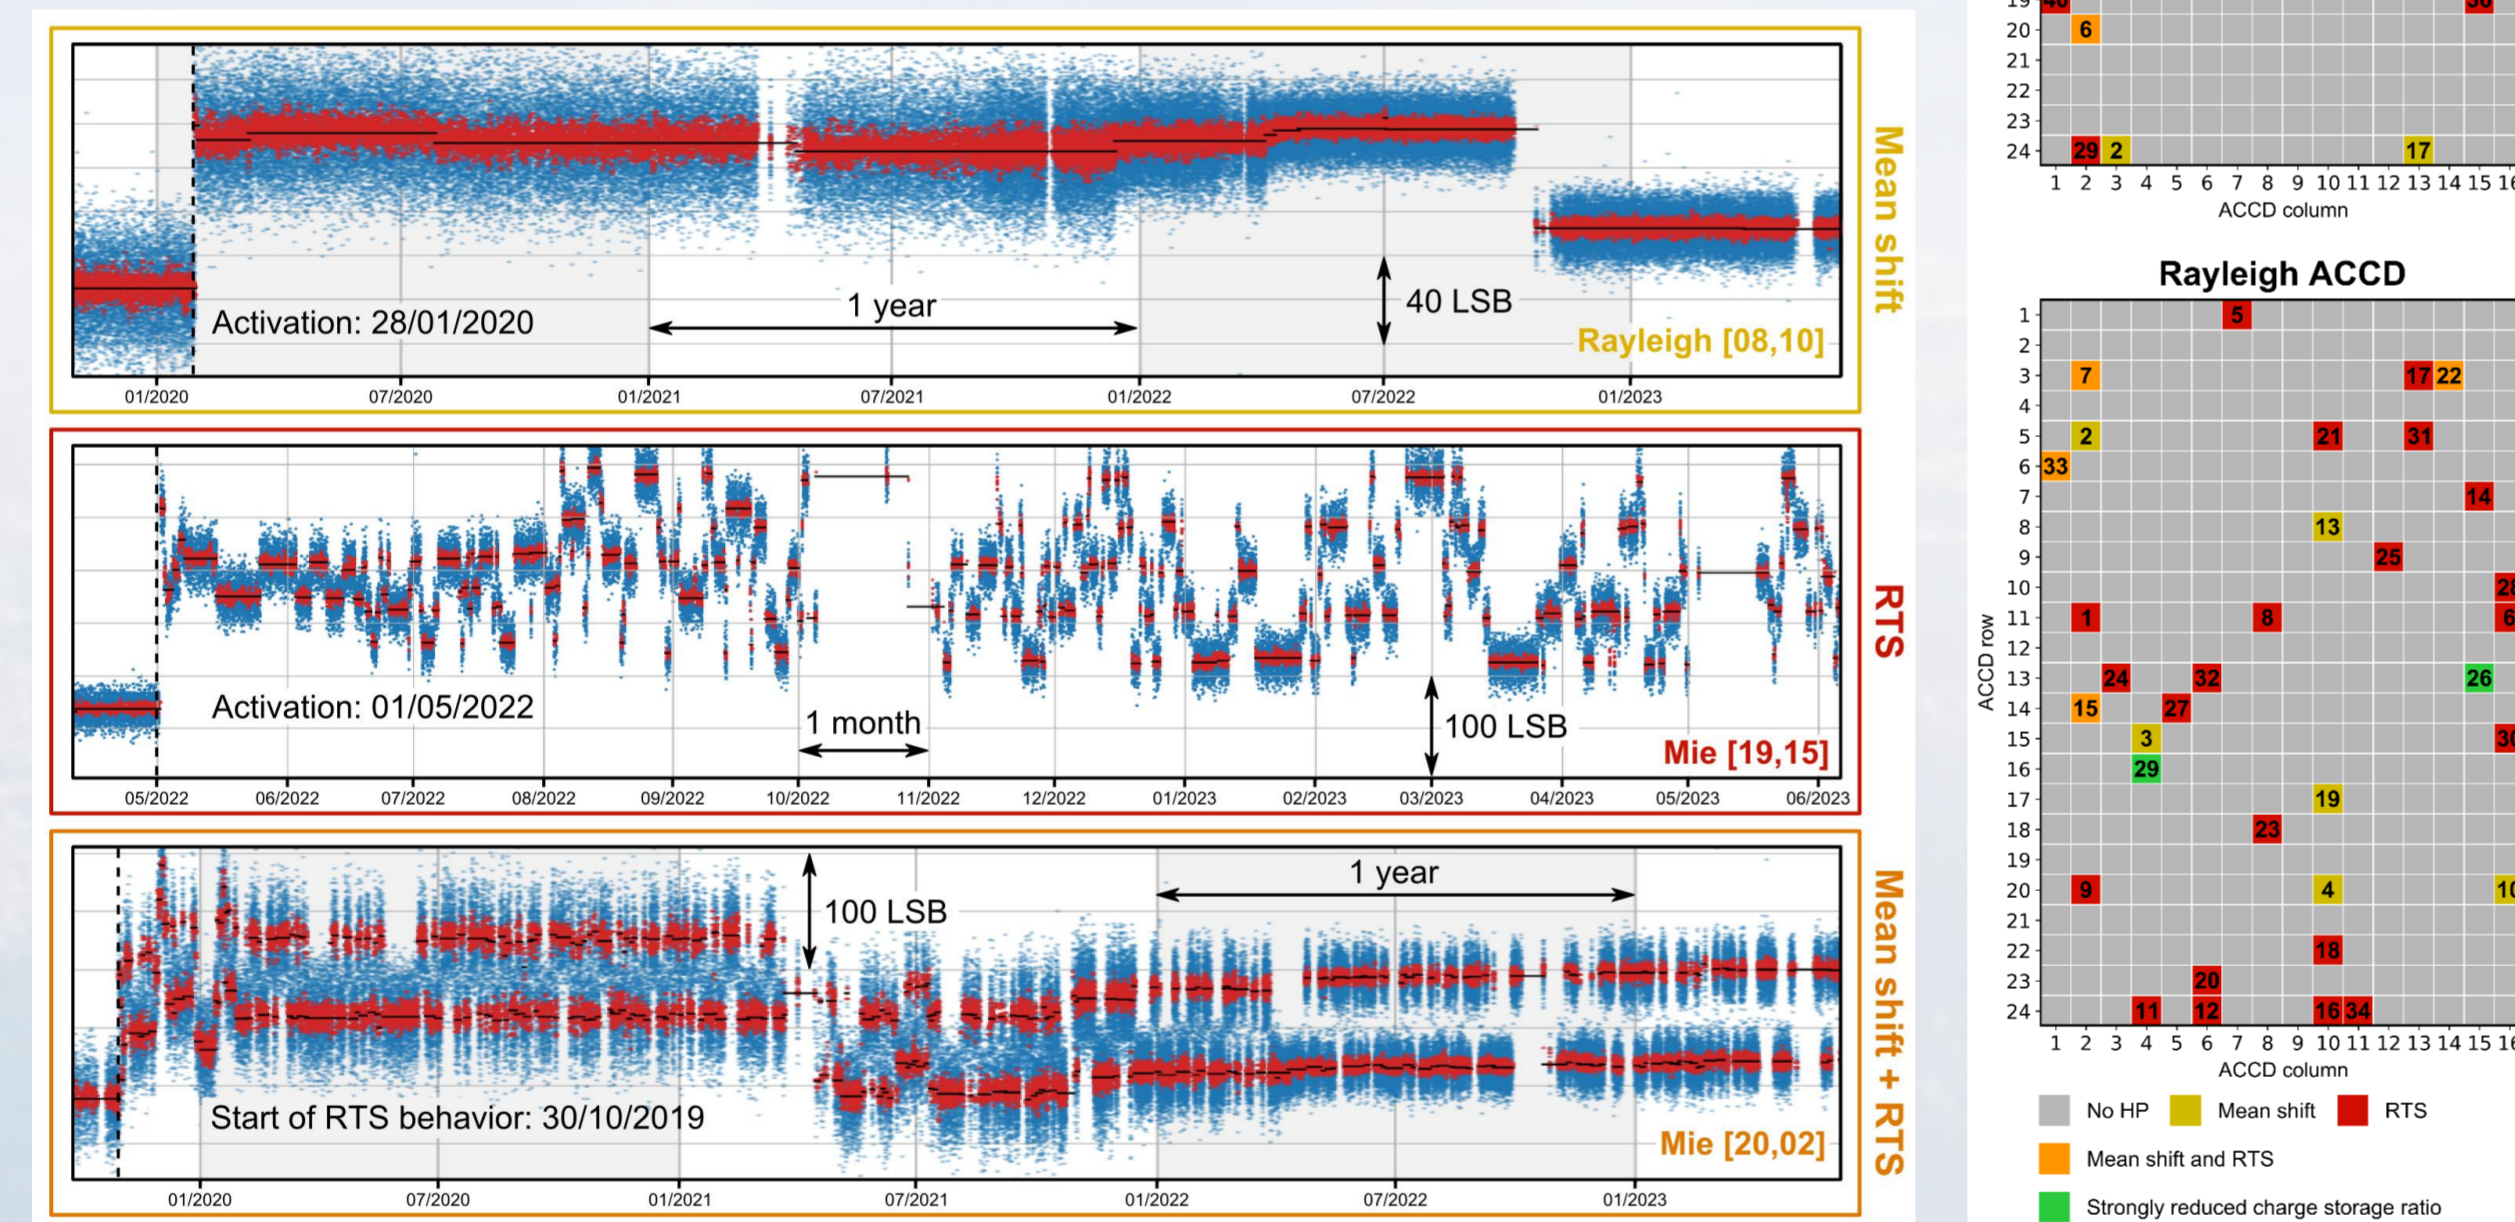 Mean shift
Activation: 28/01/2020
1 year
40 LSB
Rayleigh [08,10]
01/2020 07/2020 01/2021 07/2021 01/2022 07/2022 01/2023
RTS
Activation: 01/05/2022
1 month
100 LSB
Mie [19,15]
05/2022 06/2022 07/2022 08/2022 09/2022 10/2022 11/2022 12/2022 01/2023 02/2023 03/2023 04/2023 05/2023 06/2023
Mean shift + RTS
100 LSB
1 year
Start of RTS behavior: 30/10/2019
Mie [20,02]
01/2020 07/2020 01/2021 07/2021 01/2022 07/2022 01/2023
19 40 36
20 6
21
22
23
24 29 2 17
1 2 3 4 5 6 7 8 9 10 11 12 13 14 15 16
ACCD column
Rayleigh ACCD
ACCD row
1 5
2
3 7 17 22
4
5 2 21 31
6 33
7 14
8 13
9 25
10 28
11 1 8 6
12
13 24 32 26
14 15 27
15 3 30
16 29
17 19
18 23
19
20 9 4 10
21
22 18
23 20
24 11 12 16 34
1 2 3 4 5 6 7 8 9 10 11 12 13 14 15 16
ACCD column
No HP Mean shift RTS
Mean shift and RTS
Strongly reduced charge storage ratio